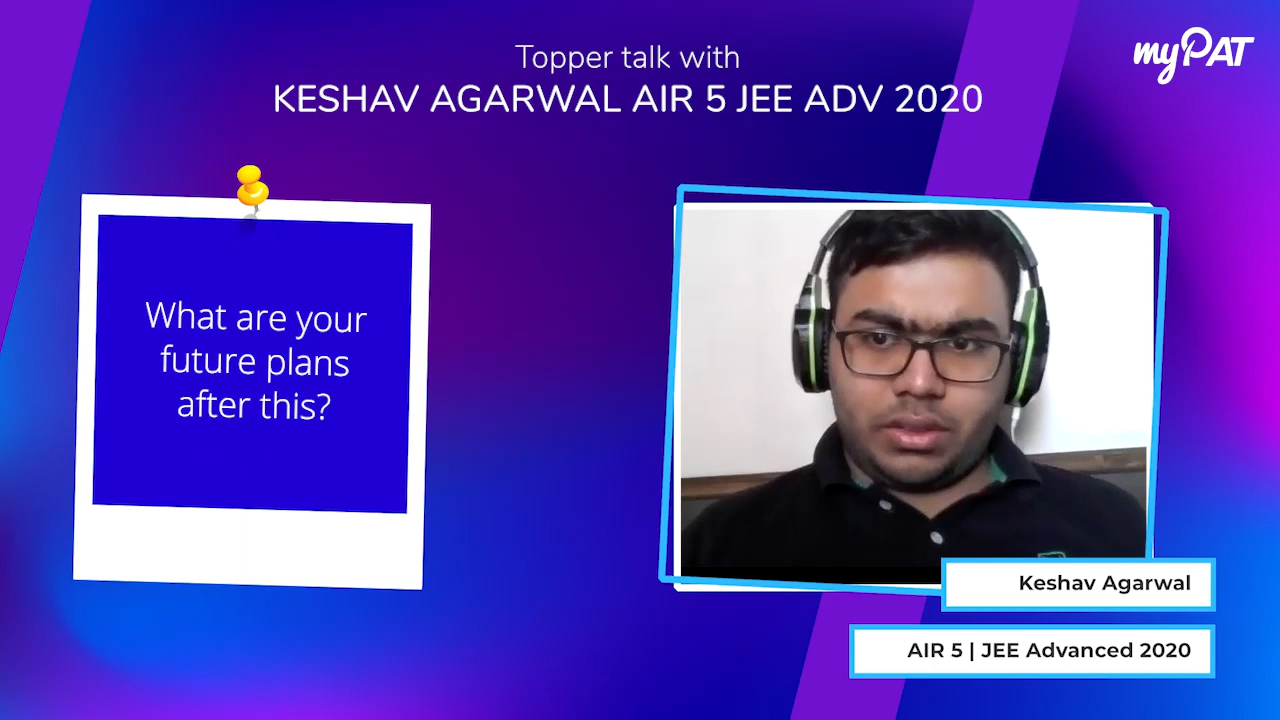 Topper talk with
KESHAV AGARWAL AIR 5 JEE ADV 2020
myPAT
What are your
future plans
after this?
Keshav Agarwal
AIR 5 | JEE Advanced 2020